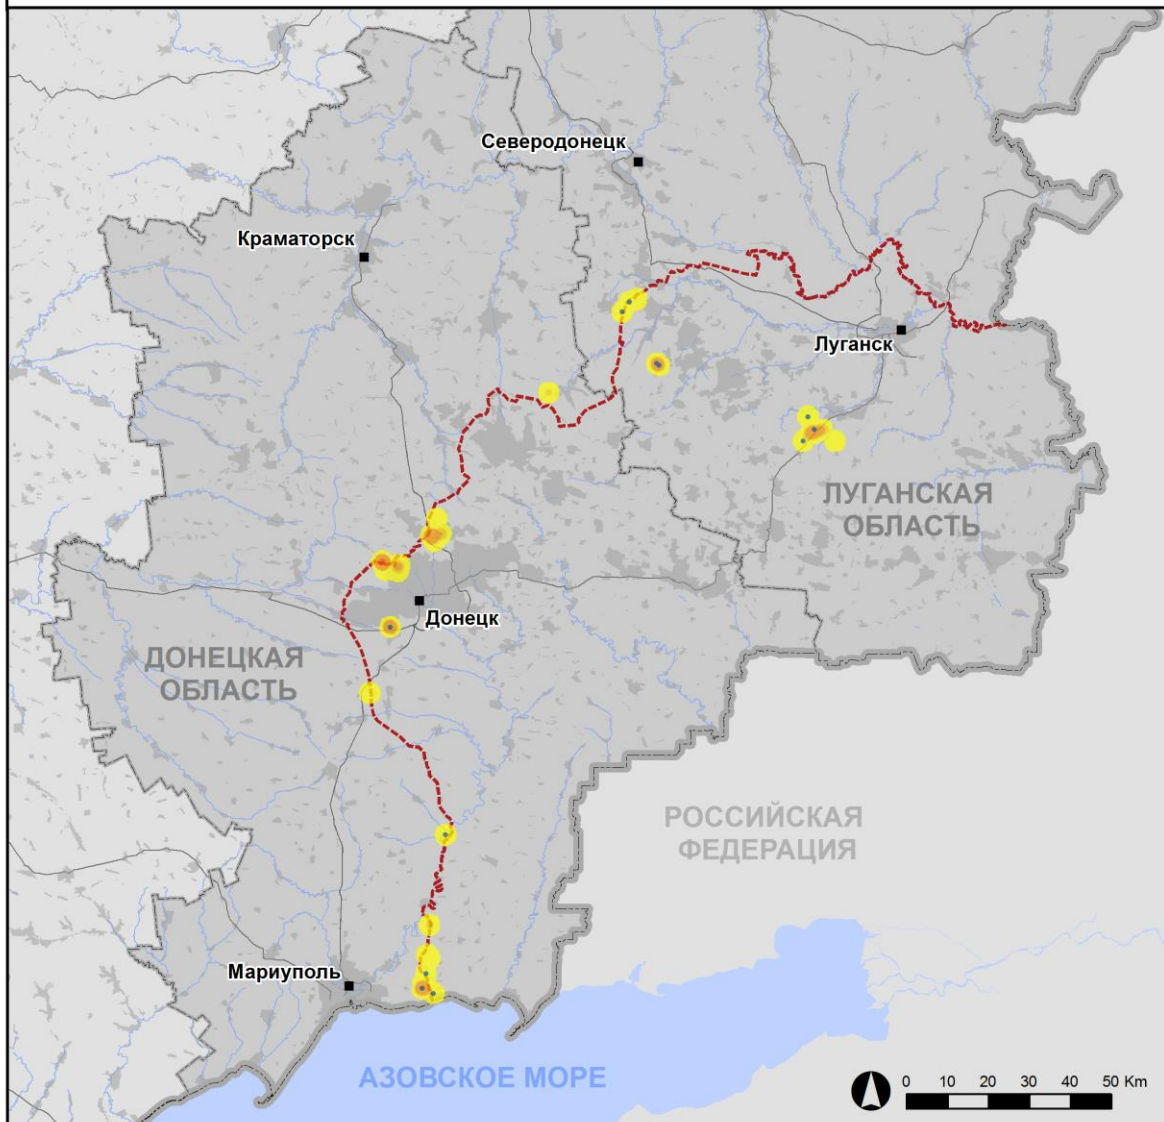 Северодонецк
Краматорск
Луганск
ЛУГАНСКАЯ
ОБЛАСТЬ
Донецк
ДОНЕЦКАЯ
ОБЛАСТЬ
РОССИЙСКАЯ
ФЕДЕРАЦИЯ
Мариуполь
АЗОВСКОЕ МОРЕ
0 10 20 30 40 50 Km